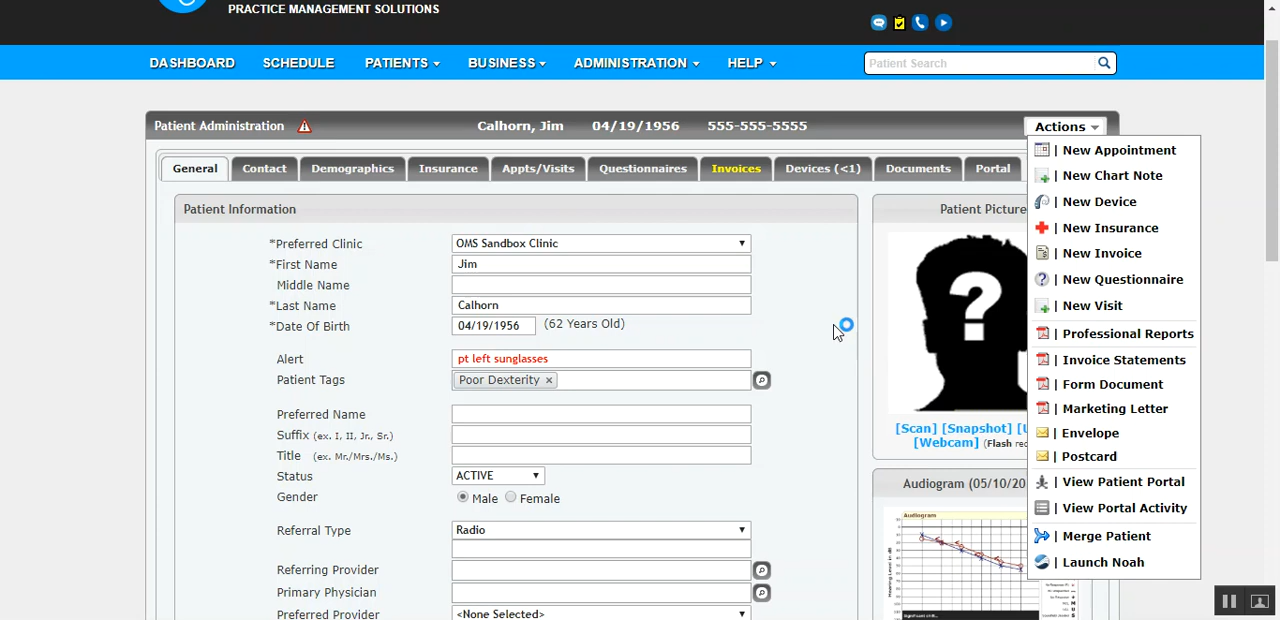 PRACTICE MANAGEMENT SOLUTIONS
DASHBOARD SCHEDULE PATIENTS BUSINESS ADMINISTRATION HELP Patient Search
Patient Administration Calhorn, Jim 04/19/1956 555-555-5555 Actions
General Contact Demographics Insurance Appts/Visits Questionnaires Invoices Devices (<1) Documents Portal
New Appointment
New Chart Note
New Device
New Insurance
New Invoice
New Questionnaire
New Visit
Professional Reports
Invoice Statements
Form Document
Marketing Letter
Envelope
Postcard
View Patient Portal
View Portal Activity
Merge Patient
Launch Noah
Patient Information
*Preferred Clinic OMS Sandbox Clinic
*First Name Jim
Middle Name
*Last Name Calhorn
*Date Of Birth 04/19/1956 (62 Years Old)
Alert pt left sunglasses
Patient Tags Poor Dexterity ×
Preferred Name
Suffix (ex. I, II, Jr., Sr.)
Title (ex. Mr./Mrs./Ms.)
Status ACTIVE
Gender Male Female
Referral Type Radio
Referring Provider
Primary Physician
Preferred Provider <None Selected>
Patient Picture
[Scan] [Snapshot] [U
[Webcam] (Flash re
Audiogram (05/10/20
Audiogram